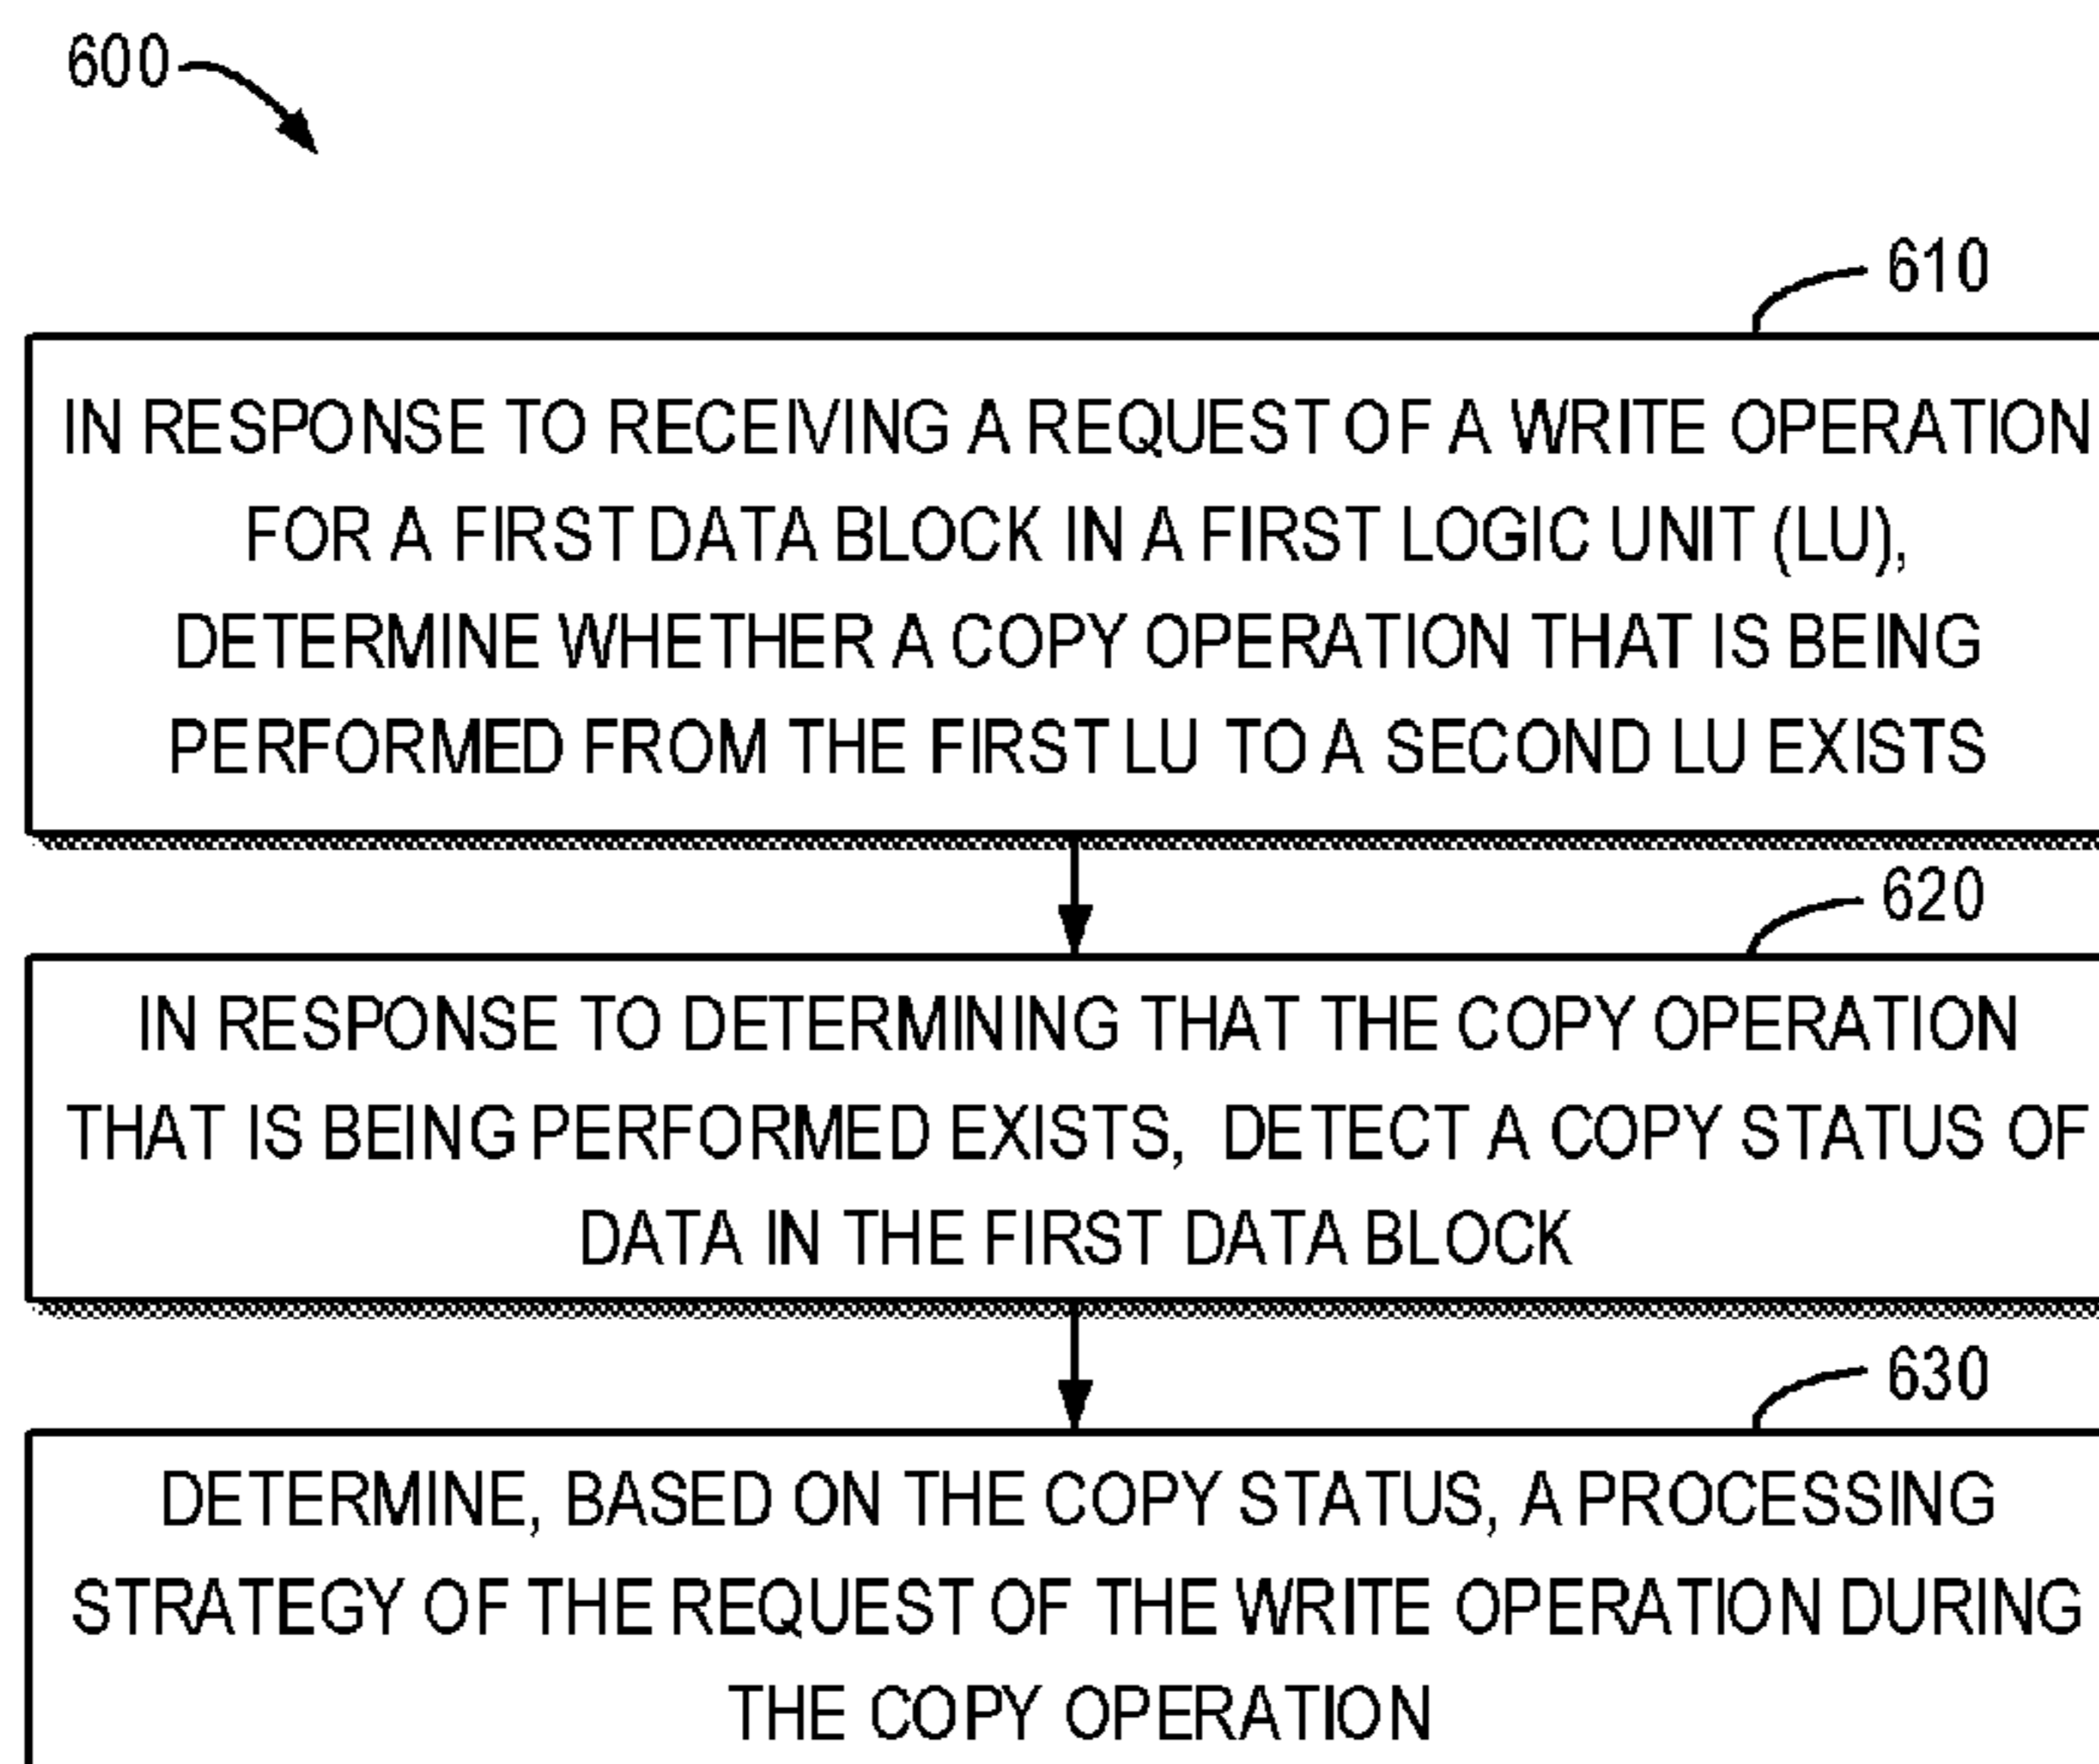 600
610
IN RESPONSE TO RECEIVING A REQUEST OF A WRITE OPERATION
FOR A FIRST DATA BLOCK IN A FIRST LOGIC UNIT (LU),
DETERMINE WHETHER A COPY OPERATION THAT IS BEING
PERFORMED FROM THE FIRST LU TO A SECOND LU EXISTS
620
IN RESPONSE TO DETERMINING THAT THE COPY OPERATION
THAT IS BEING PERFORMED EXISTS, DETECT A COPY STATUS OF
DATA IN THE FIRST DATA BLOCK
630
DETERMINE, BASED ON THE COPY STATUS, A PROCESSING
STRATEGY OF THE REQUEST OF THE WRITE OPERATION DURING
THE COPY OPERATION